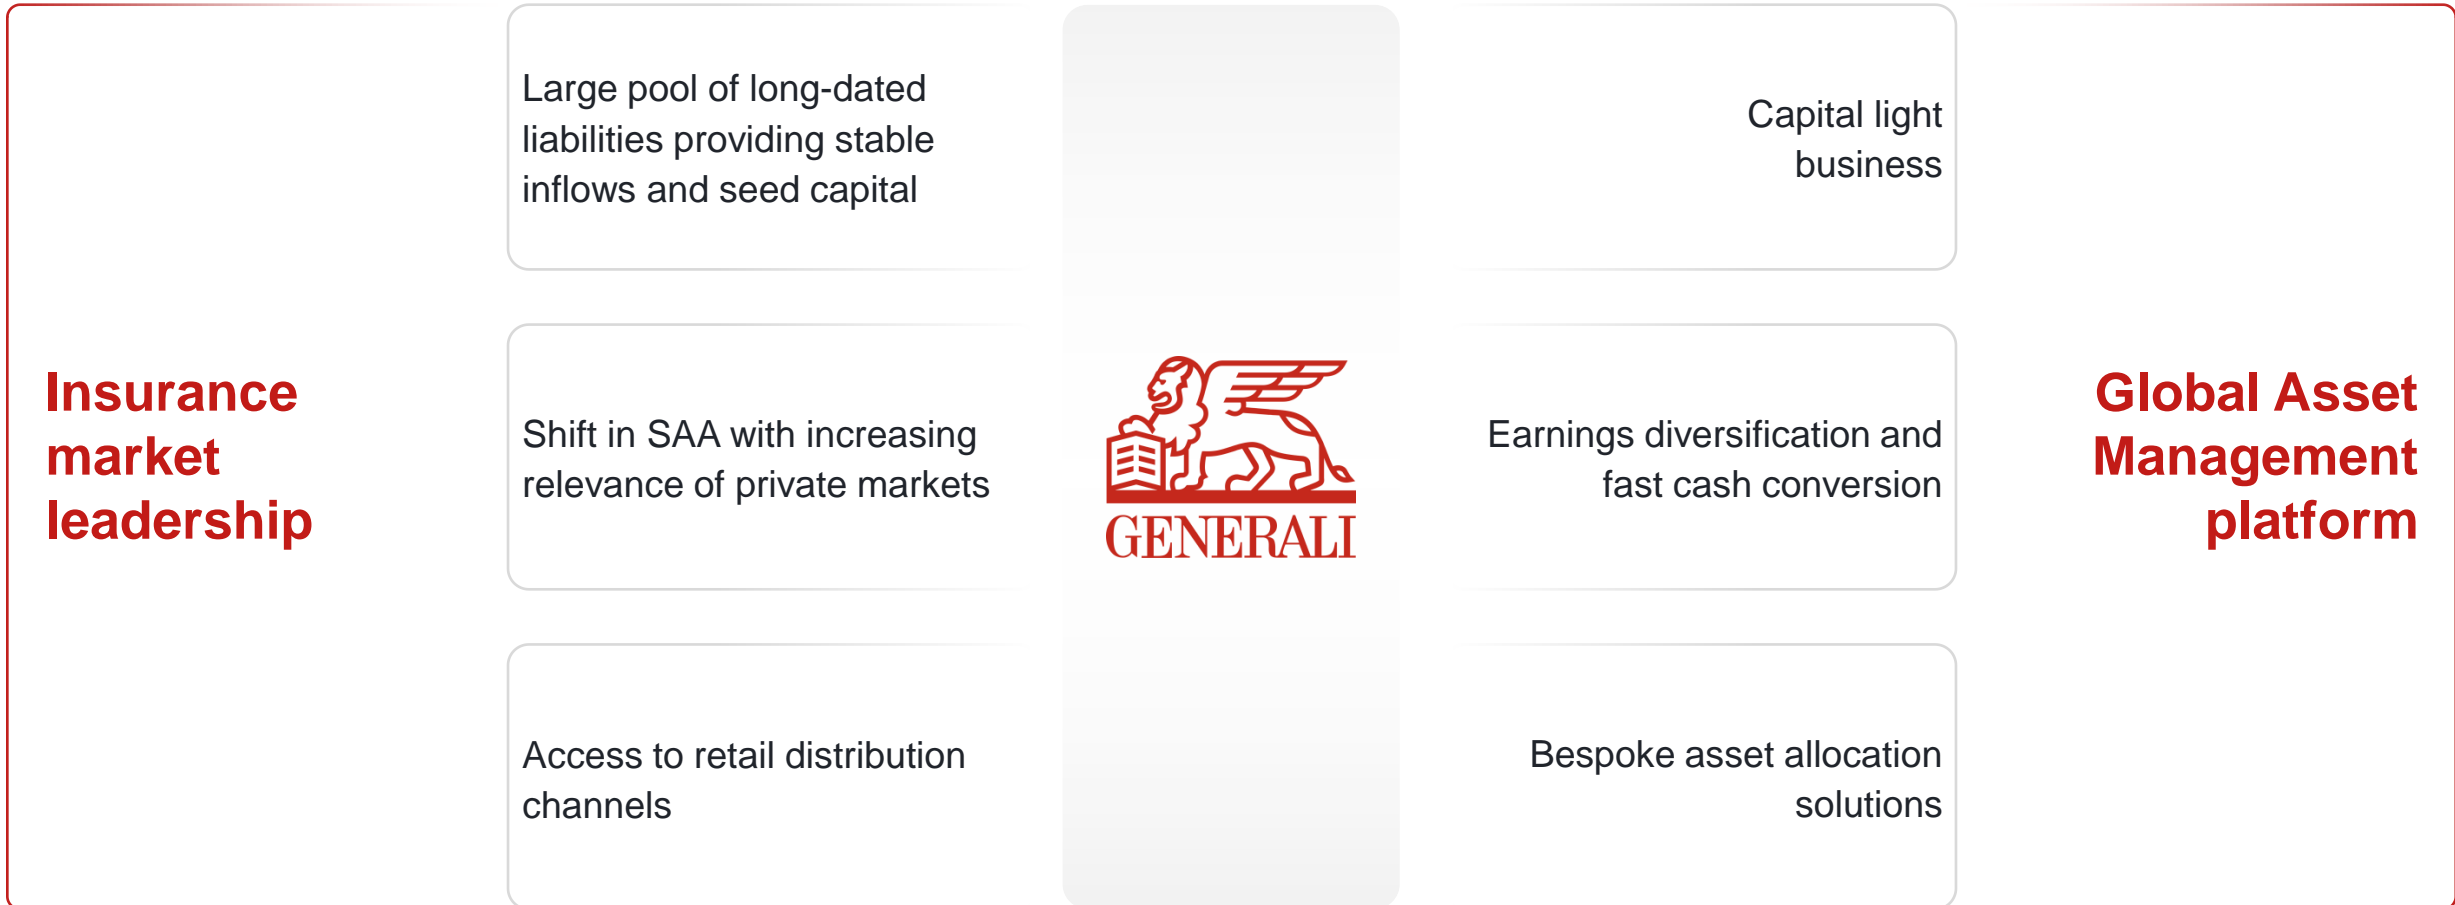 Insurance
market
leadership
Large pool of long-dated
liabilities providing stable
inflows and seed capital
Shift in SAA with increasing
relevance of private markets
Access to retail distribution
channels
GENERALI
Capital light
business
Earnings diversification and
fast cash conversion
Bespoke asset allocation
solutions
Global Asset
Management
platform